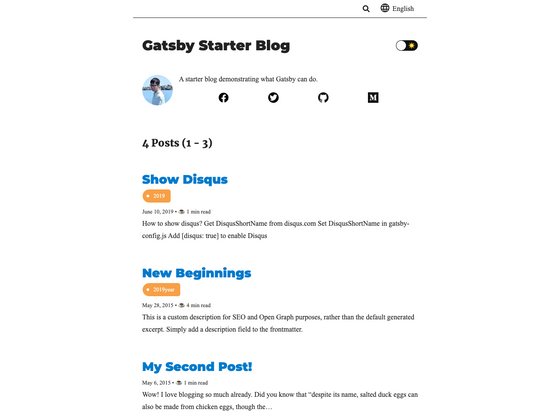 English
Gatsby Starter Blog
A starter blog demonstrating what Gatsby can do.
4 Posts (1 - 3)
Show Disqus
2019
June 10, 2019 • 1 min read
How to show disqus? Get DisqusShortName from disqus.com Set DisqusShortName in gatsby-
config.js Add [disqus: true] to enable Disqus
New Beginnings
2019year
May 28, 2015 • 4 min read
This is a custom description for SEO and Open Graph purposes, rather than the default generated
excerpt. Simply add a description field to the frontmatter.
My Second Post!
May 6, 2015 • 1 min read
Wow! I love blogging so much already. Did you know that “despite its name, salted duck eggs can
also be made from chicken eggs, though the…